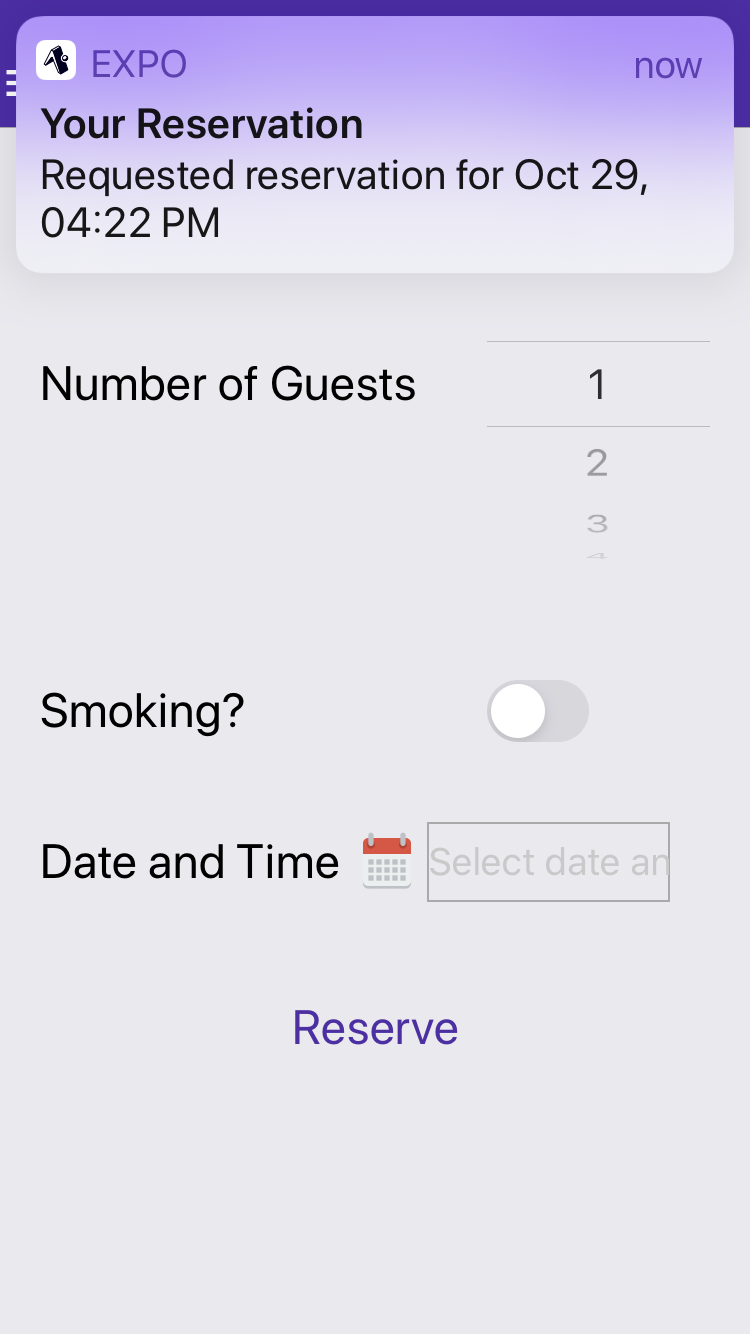 EXPO now
Your Reservation
Requested reservation for Oct 29,
04:22 PM
Number of Guests 1
2
3
4
Smoking?
Date and Time Select date an
Reserve